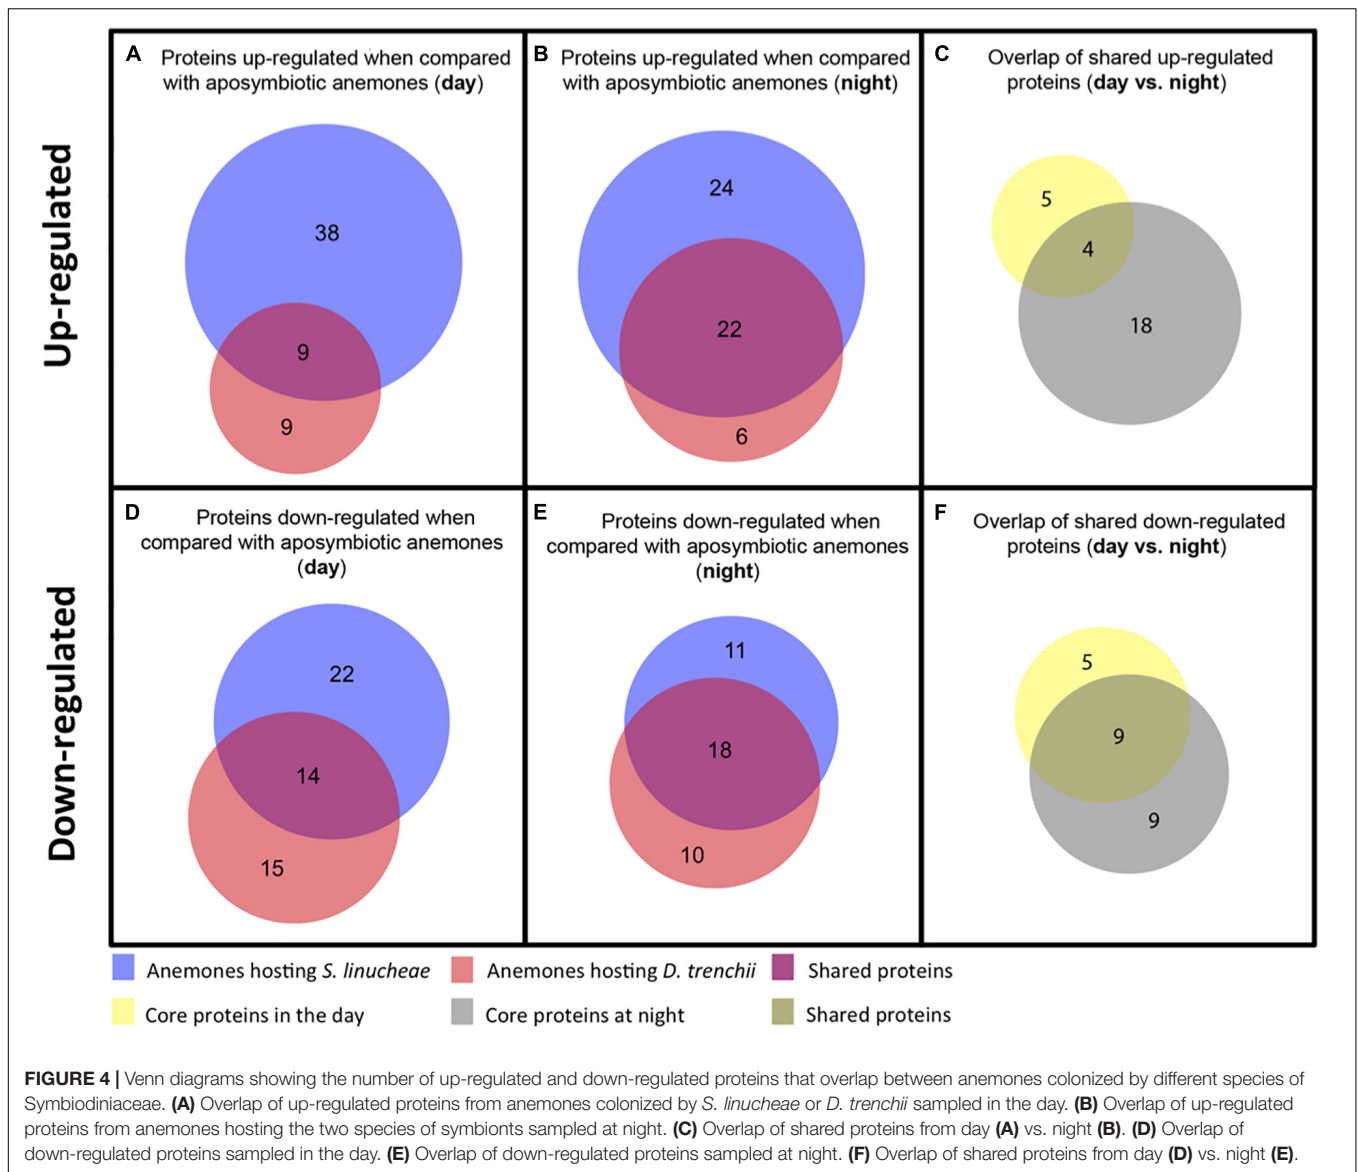 Up-regulated
A Proteins up-regulated when compared
with aposymbiotic anemones (day)
38
9
9
B Proteins up-regulated when compared
with aposymbiotic anemones (night)
24
22
6
C Overlap of shared up-regulated
proteins (day vs. night)
5
4
18
Down-regulated
D Proteins down-regulated when
compared with aposymbiotic anemones
(day)
22
14
15
E Proteins down-regulated when
compared with aposymbiotic anemones
(night)
11
18
10
F Overlap of shared down-regulated
proteins (day vs. night)
5
9
9
Anemones hosting S. linucheae Anemones hosting D. trenchii Shared proteins
Core proteins in the day Core proteins at night Shared proteins
FIGURE 4 | Venn diagrams showing the number of up-regulated and down-regulated proteins that overlap between anemones colonized by different species of
Symbiodiniaceae. (A) Overlap of up-regulated proteins from anemones colonized by S. linucheae or D. trenchii sampled in the day. (B) Overlap of up-regulated
proteins from anemones hosting the two species of symbionts sampled at night. (C) Overlap of shared proteins from day (A) vs. night (B). (D) Overlap of
down-regulated proteins sampled in the day. (E) Overlap of down-regulated proteins sampled at night. (F) Overlap of shared proteins from day (D) vs. night (E).